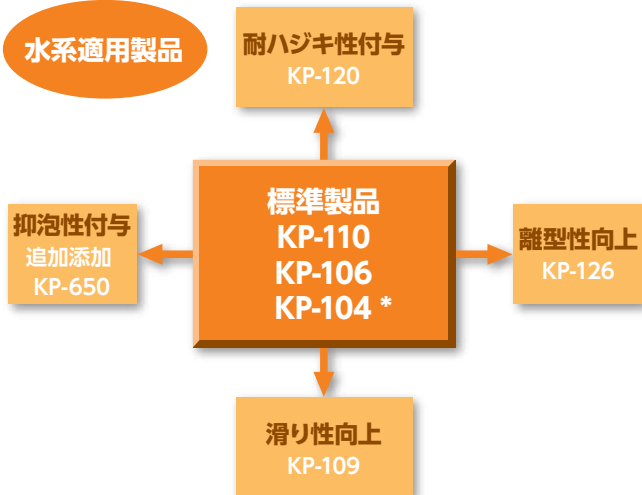 水系適用製品
耐ハジキ性付与
KP-120
標準製品
KP-110
KP-106
KP-104 *
抑泡性付与
追加添加
KP-650
離型性向上
KP-126
滑り性向上
KP-109